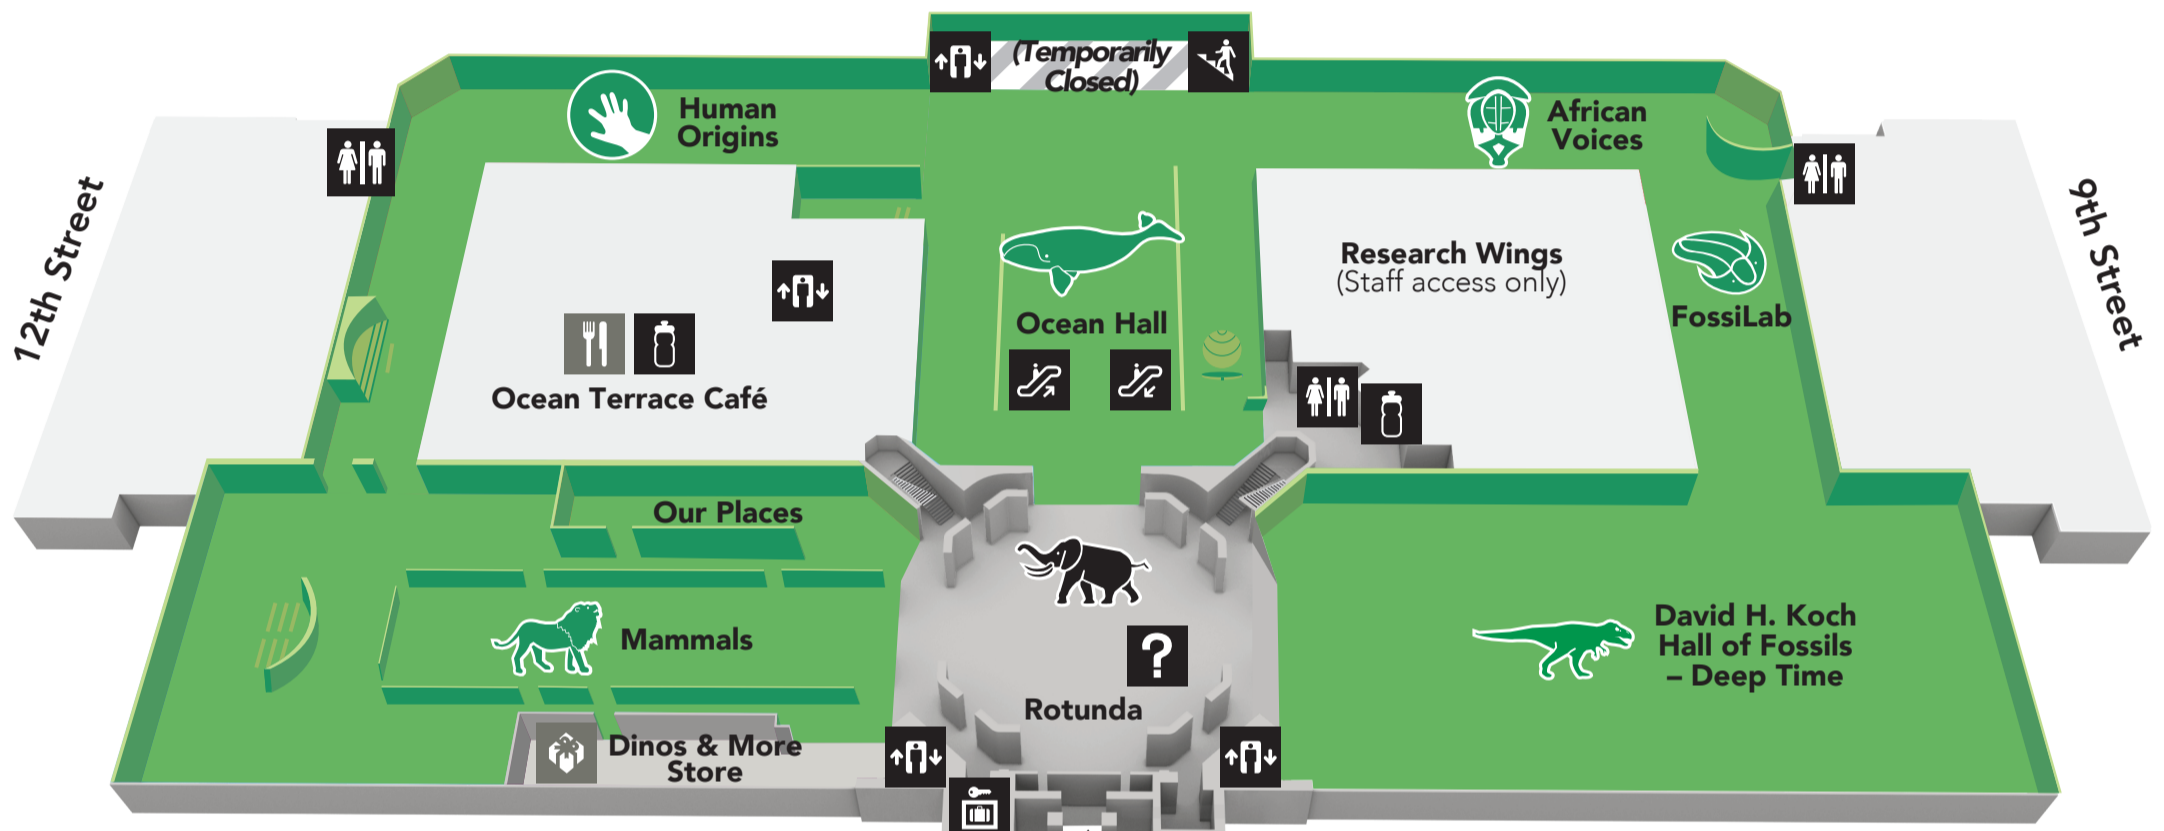 (Temporarily
Closed)
Human
Origins
African
Voices
12th Street
9th Street
Research Wings
(Staff access only)
Ocean Hall
FossiLab
Ocean Terrace Café
Our Places
Mammals
David H. Koch
Hall of Fossils
– Deep Time
?
Rotunda
Dinos & More
Store